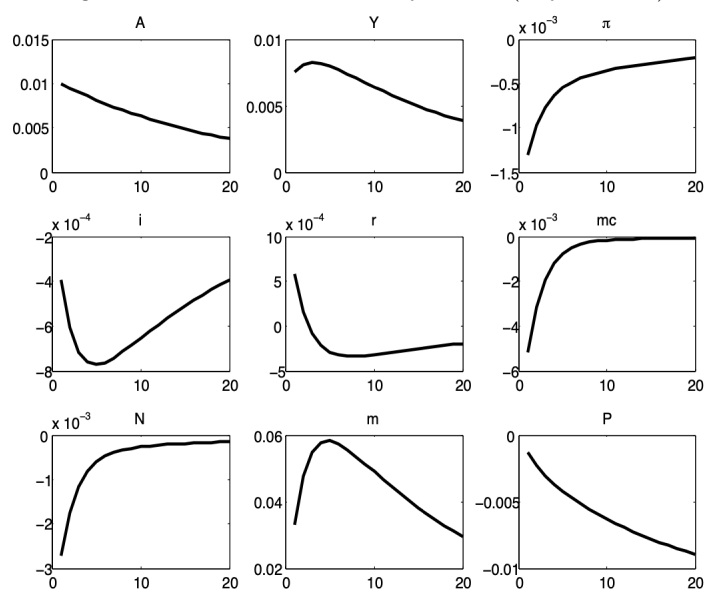 A Y π
0.015 0.01 0 x 10⁻³
0.01 −0.5
0.005 0.005 −1
0 0 −1.5
0 10 20 0 10 20 0 10 20
i r mc
−2 x 10⁻⁴ 10 x 10⁻⁴ 0 x 10⁻³
−4 5 −2
−6 0 −4
−8 −5 −6
0 10 20 0 10 20 0 10 20
N m P
0 x 10⁻³ 0.06 0
−1 0.04 −0.005
−2
−3 0.02 −0.01
0 10 20 0 10 20 0 10 20